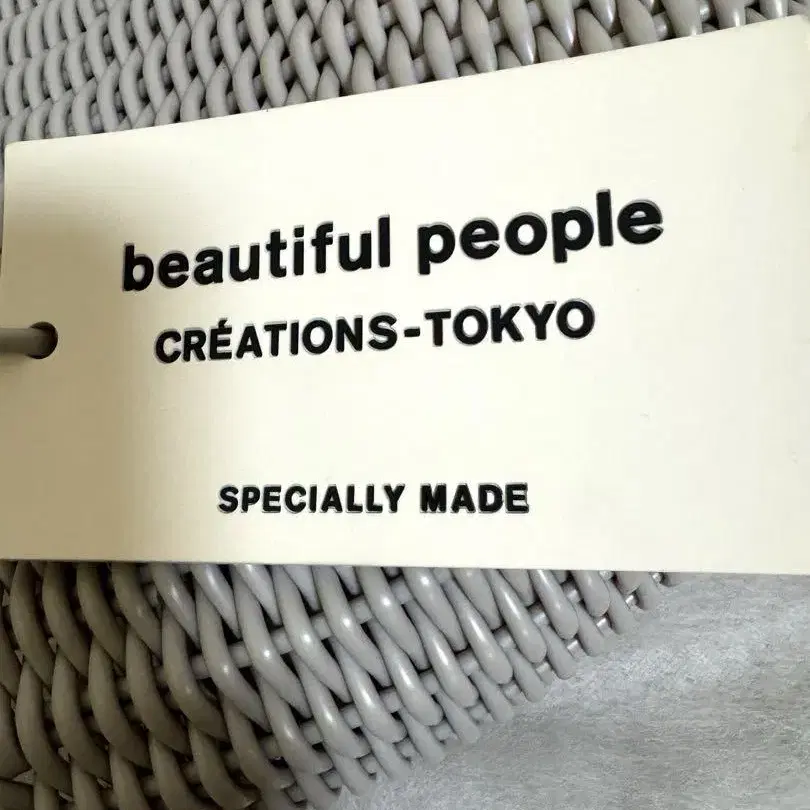 beautiful people
CRÉATIONS-TOKYO
SPECIALLY MADE